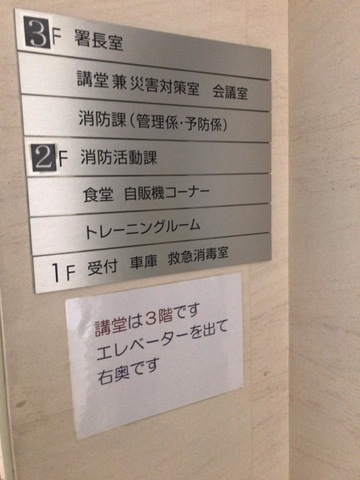 3F 署長室
講堂兼災害対策室 会議室
消防課(管理係・予防係)
2F 消防活動課
食堂 自販機コーナー
トレーニングルーム
1F 受付 車庫 救急消毒室
講堂は3階です
エレベーターを出て
右奥です